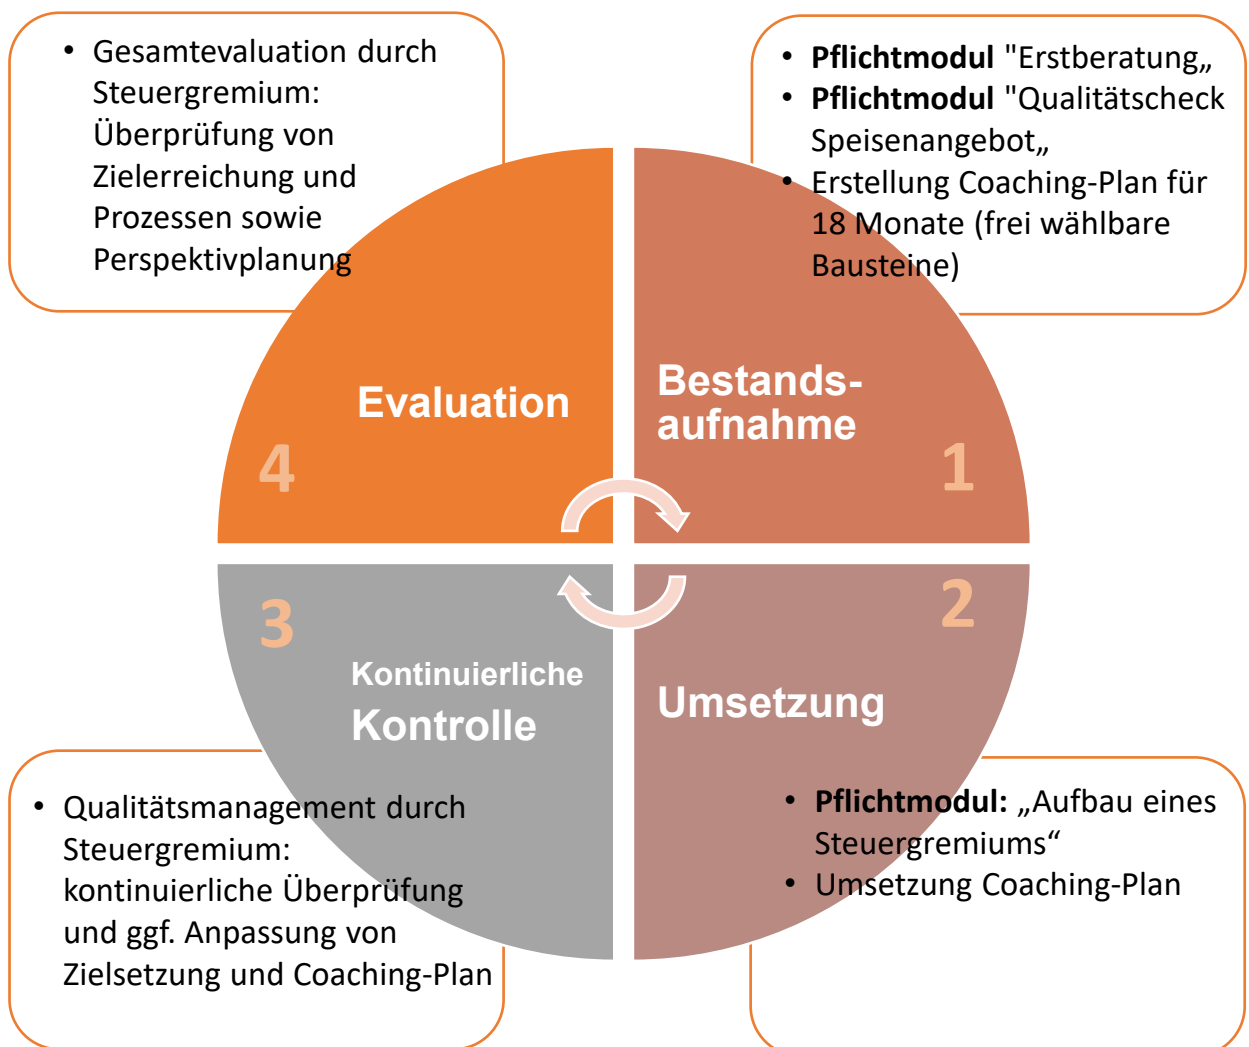 • Gesamtevaluation durch
Steuergremium:
Überprüfung von
Zielerreichung und
Prozessen sowie
Perspektivplanung
• Pflichtmodul "Erstberatung„
• Pflichtmodul "Qualitätscheck
Speisenangebot„
• Erstellung Coaching-Plan für
18 Monate (frei wählbare
Bausteine)
Evaluation
4
Bestands-
aufnahme
1
3
Kontinuierliche
Kontrolle
2
Umsetzung
• Qualitätsmanagement durch
Steuergremium:
kontinuierliche Überprüfung
und ggf. Anpassung von
Zielsetzung und Coaching-Plan
• Pflichtmodul: „Aufbau eines
Steuergremiums“
• Umsetzung Coaching-Plan